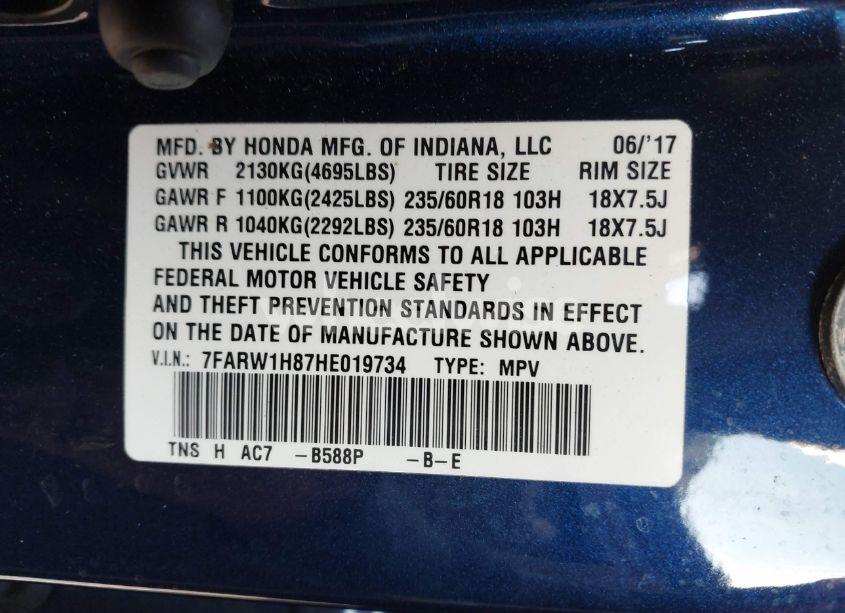 MFD. BY HONDA MFG. OF INDIANA, LLC 06/'17
GVWR 2130KG(4695LBS) TIRE SIZE RIM SIZE
GAWR F 1100KG(2425LBS) 235/60R18 103H 18X7.5J
GAWR R 1040KG(2292LBS) 235/60R18 103H 18X7.5J
THIS VEHICLE CONFORMS TO ALL APPLICABLE
FEDERAL MOTOR VEHICLE SAFETY
AND THEFT PREVENTION STANDARDS IN EFFECT
ON THE DATE OF MANUFACTURE SHOWN ABOVE.
V.I.N.: 7FARW1H87HE019734 TYPE: MPV
TNS H AC7 -B588P -B-E